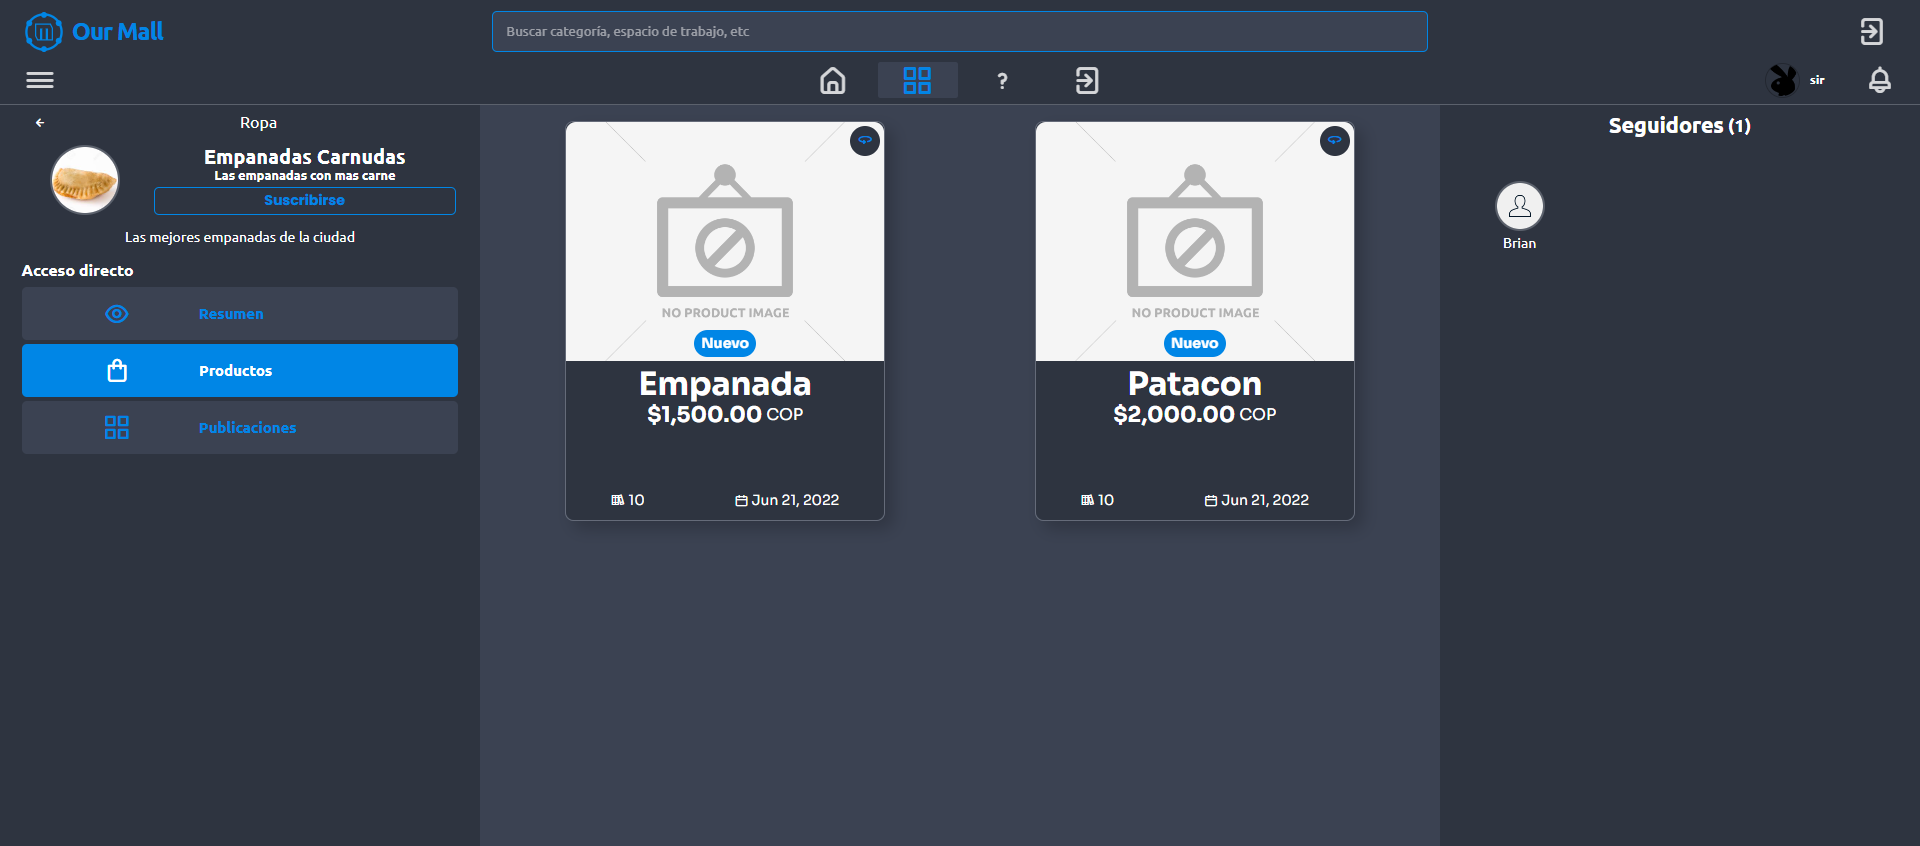 Our Mall
Buscar categoría, espacio de trabajo, etc
?
sir
Ropa
Empanadas Carnudas
Las empanadas con mas carne
Suscribirse
Las mejores empanadas de la ciudad
Acceso directo
Resumen
Productos
Publicaciones
NO PRODUCT IMAGE
Nuevo
Empanada
$1,500.00 COP
10
Jun 21, 2022
NO PRODUCT IMAGE
Nuevo
Patacon
$2,000.00 COP
10
Jun 21, 2022
Seguidores (1)
Brian